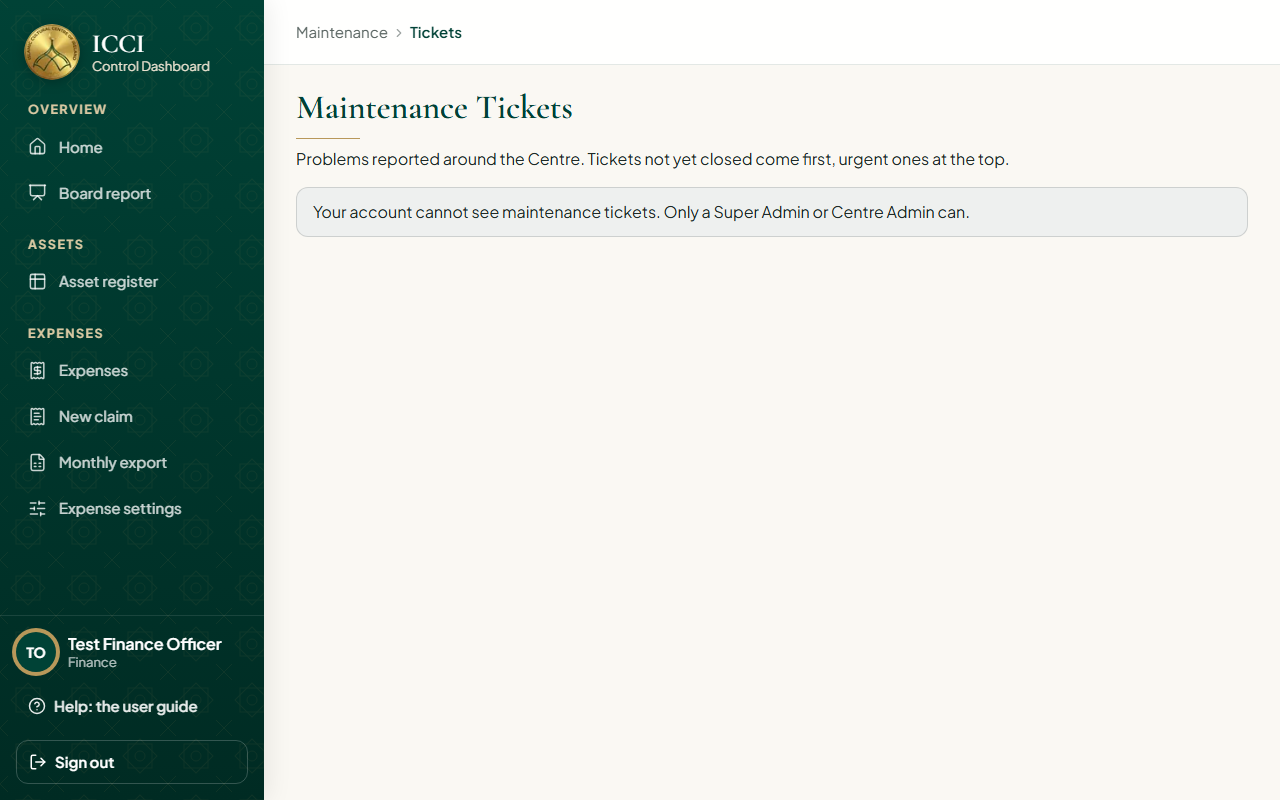 ICCI
Control Dashboard
OVERVIEW
Home
Board report
ASSETS
Asset register
EXPENSES
Expenses
New claim
Monthly export
Expense settings
TO
Test Finance Officer
Finance
Help: the user guide
Sign out
Maintenance › Tickets
Maintenance Tickets
Problems reported around the Centre. Tickets not yet closed come first, urgent ones at the top.
Your account cannot see maintenance tickets. Only a Super Admin or Centre Admin can.